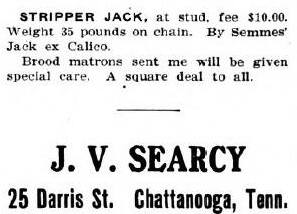 STRIPPER JACK, at stud, fee $10.00.
Weight 35 pounds on chain. By Semmes'
Jack ex Calico.
Brood matrons sent me will be given
special care. A square deal to all.
J. V. SEARCY
25 Darris St. Chattanooga, Tenn.